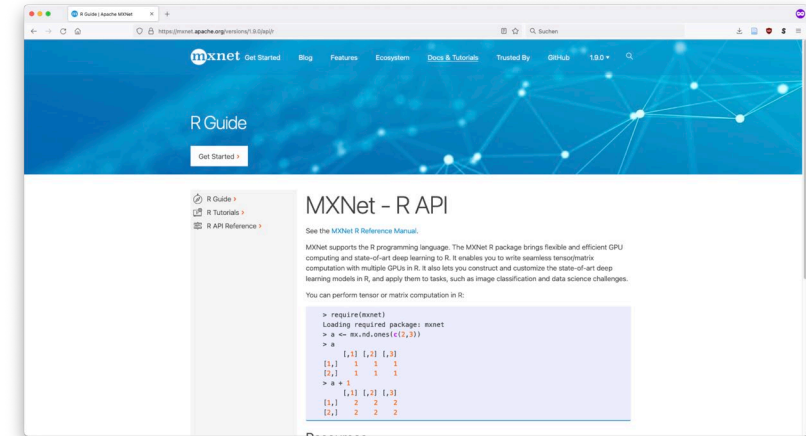 R Guide | Apache MXNet
https://mxnet.apache.org/versions/1.9.0/api/r
Suchen
mxnet Get Started Blog Features Ecosystem Docs & Tutorials Trusted By GitHub 1.9.0
R Guide
Get Started ›
R Guide ›
R Tutorials ›
R API Reference ›
MXNet - R API
See the MXNet R Reference Manual.
MXNet supports the R programming language. The MXNet R package brings flexible and efficient GPU
computing and state-of-art deep learning to R. It enables you to write seamless tensor/matrix
computation with multiple GPUs in R. It also lets you construct and customize the state-of-art deep
learning models in R, and apply them to tasks, such as image classification and data science challenges.
You can perform tensor or matrix computation in R:
> require(mxnet)
Loading required package: mxnet
> a <- mx.nd.ones(c(2,3))
> a
[,1] [,2] [,3]
[1,] 1 1 1
[2,] 1 1 1
> a + 1
[,1] [,2] [,3]
[1,] 2 2 2
[2,] 2 2 2